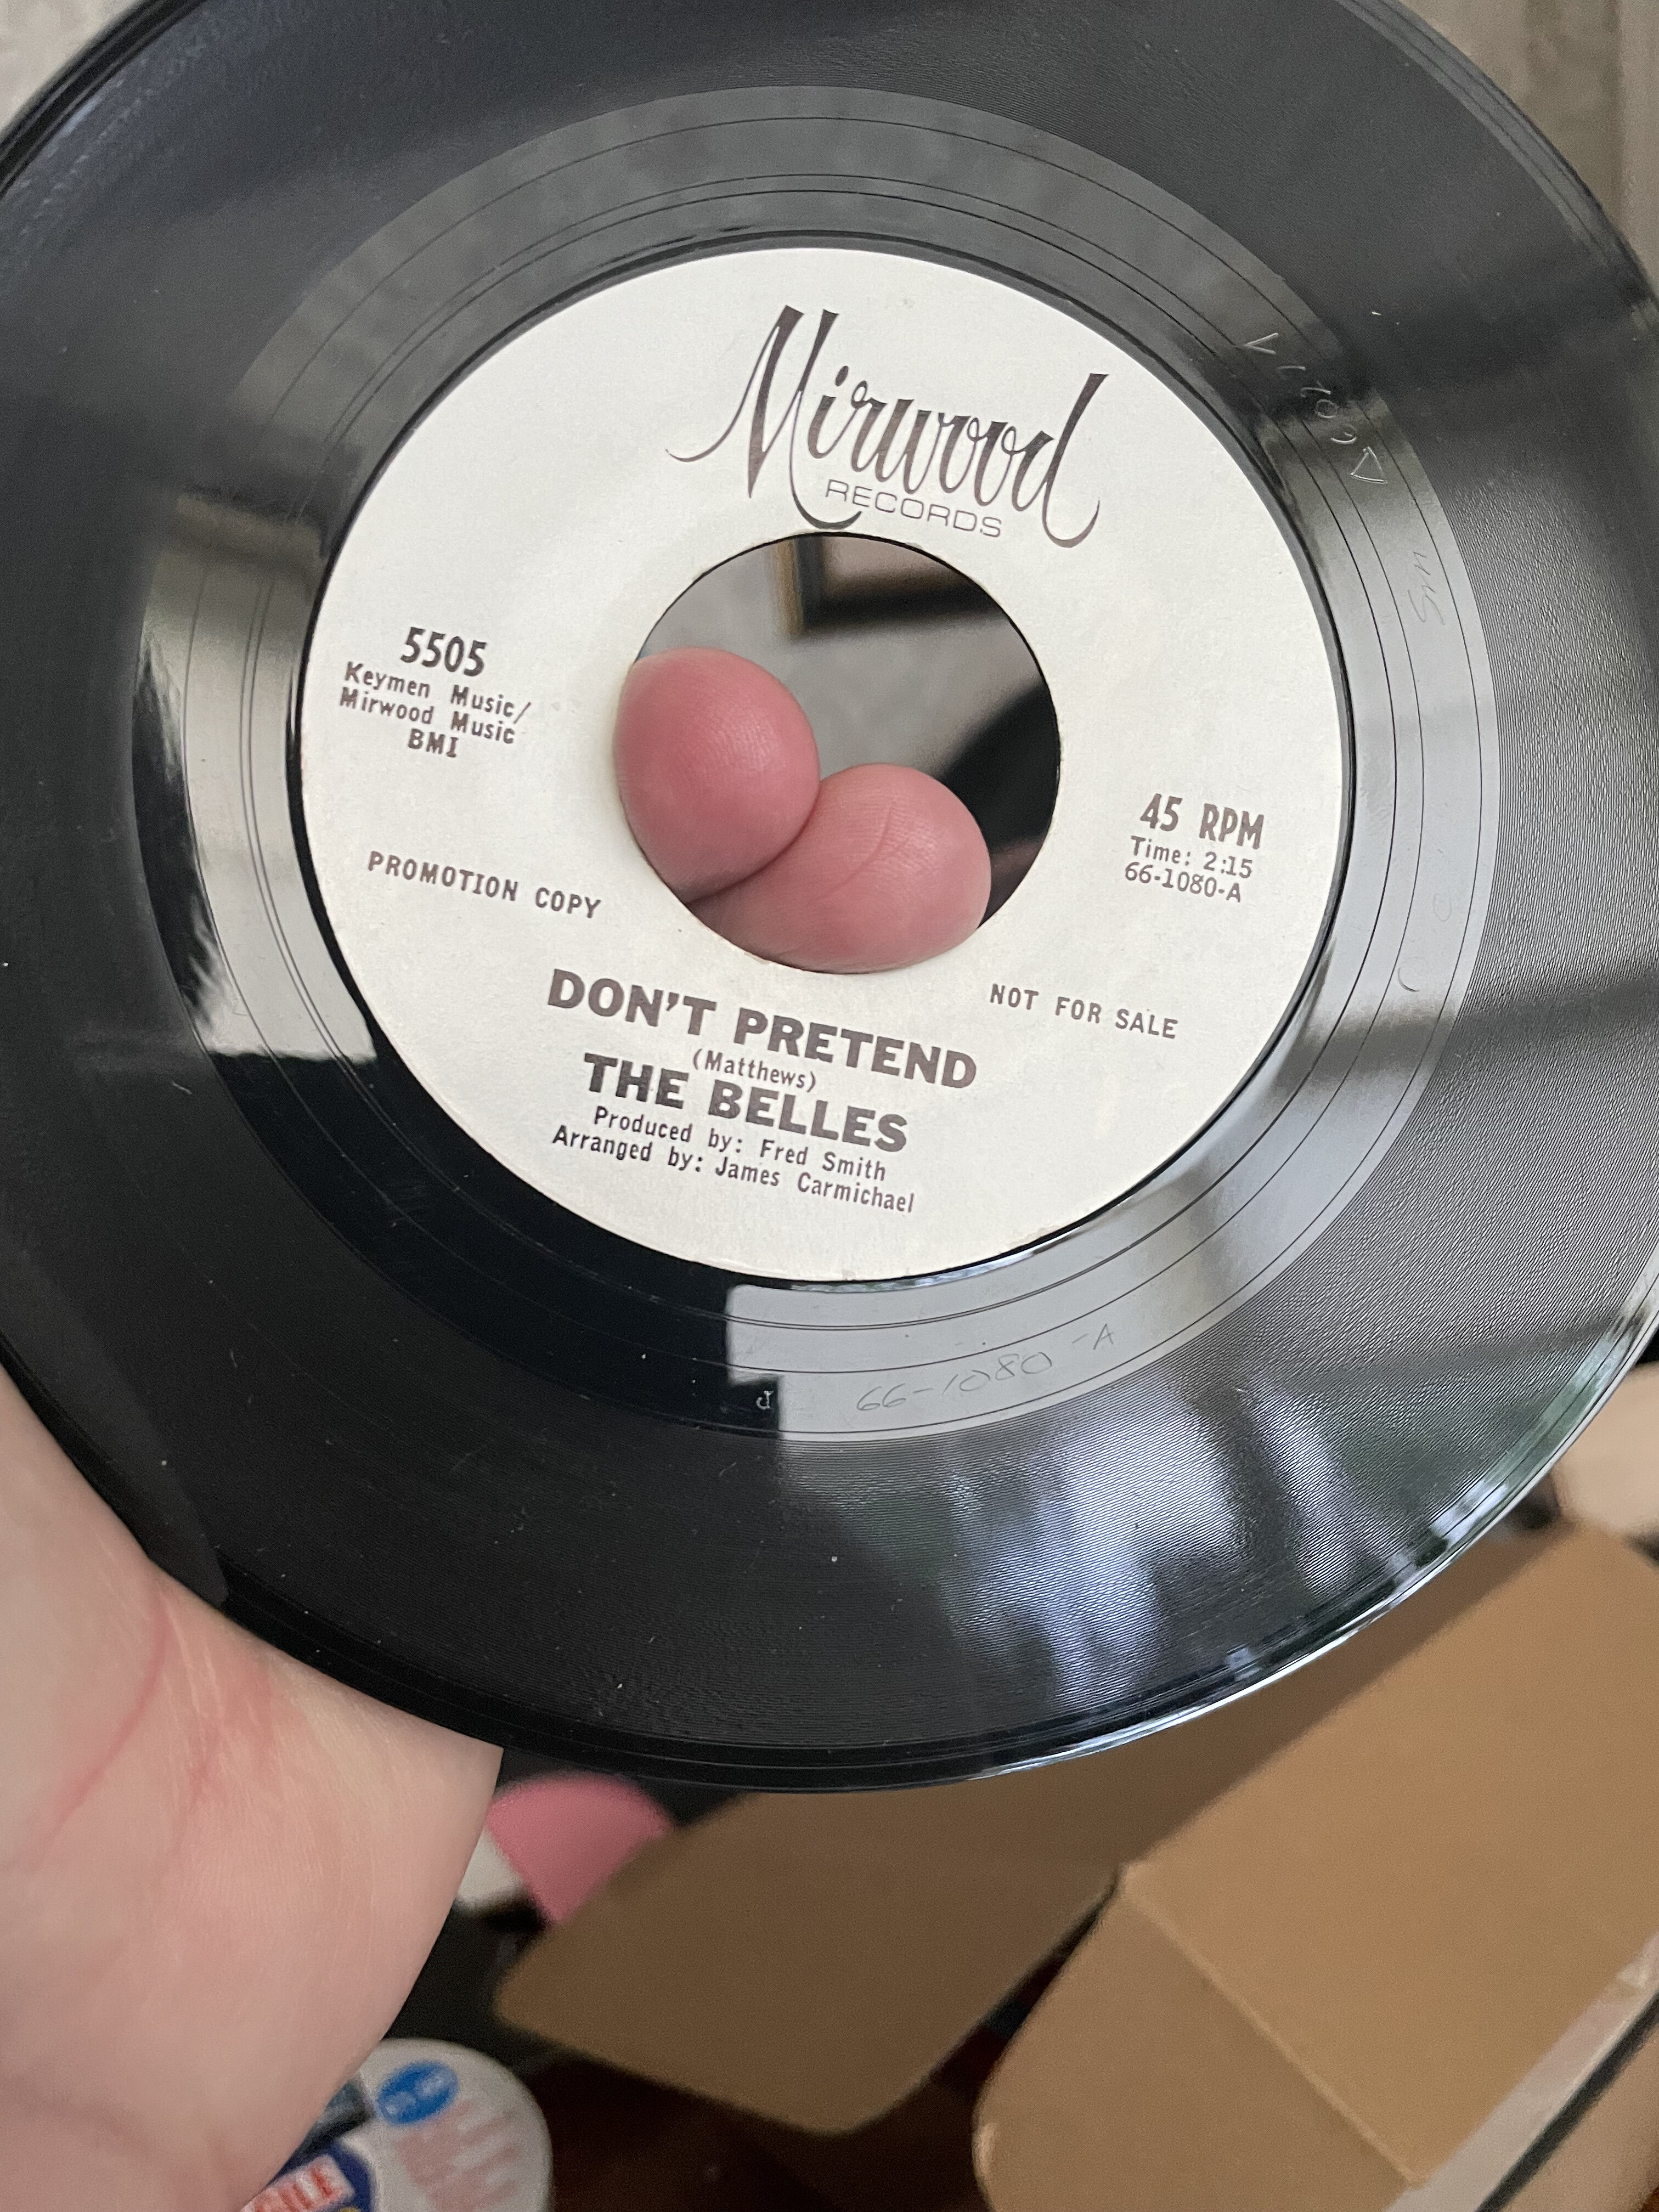 Mirwood
RECORDS
5505
Keymen Music/
Mirwood Music
BMI
45 RPM
Time: 2:15
66-1080-A
PROMOTION COPY
NOT FOR SALE
DON'T PRETEND
(Matthews)
THE BELLES
Produced by: Fred Smith
Arranged by: James Carmichael
66-1080-A